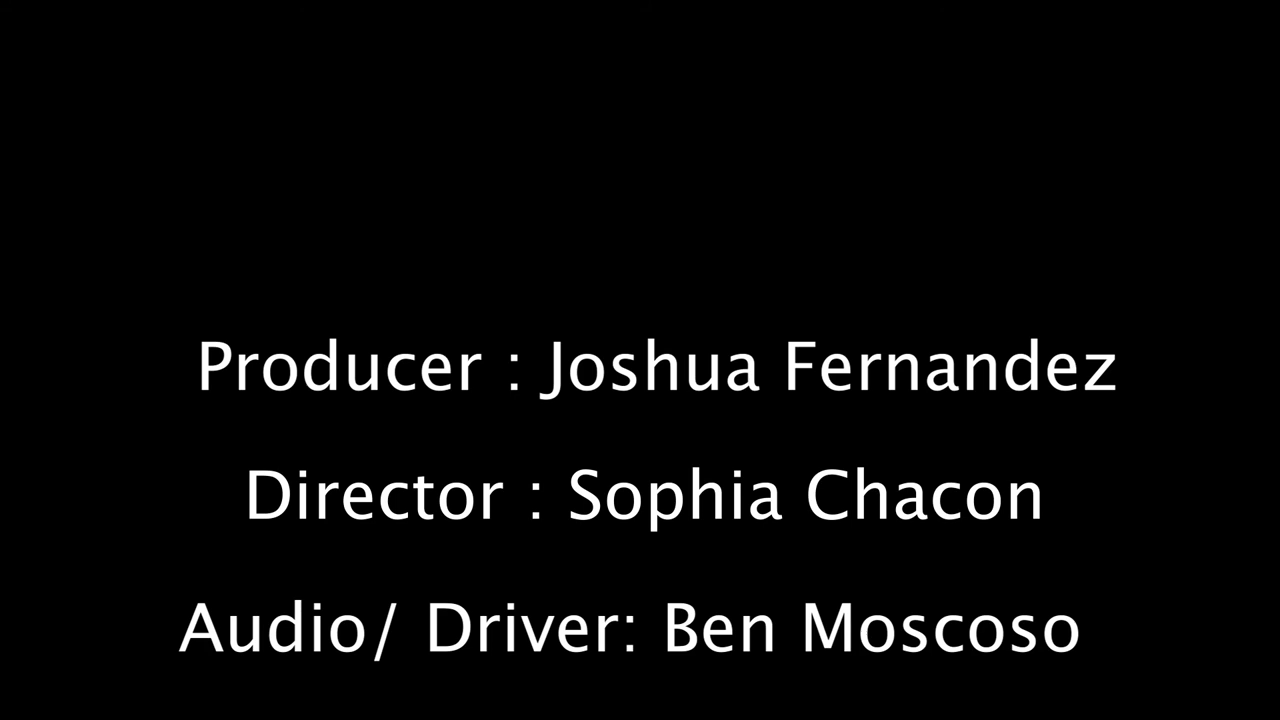 Producer : Joshua Fernandez
Director : Sophia Chacon
Audio/ Driver: Ben Moscoso